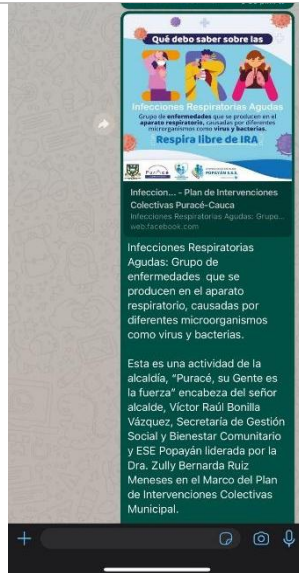 Qué debo saber sobre las
IRA
Infecciones Respiratorias Agudas
Grupo de enfermedades que se producen en el
aparato respiratorio, causadas por diferentes
microorganismos como virus y bacterias.
Respira libre de IRA
Infeccion... - Plan de Intervenciones
Colectivas Puracé-Cauca
Infecciones Respiratorias Agudas: Grupo...
web.facebook.com
Infecciones Respiratorias
Agudas: Grupo de
enfermedades que se
producen en el aparato
respiratorio, causadas por
diferentes microorganismos
como virus y bacterias.
Esta es una actividad de la
alcaldía, "Puracé, su Gente es
la fuerza" encabeza del señor
alcalde, Víctor Raúl Bonilla
Vázquez, Secretaría de Gestión
Social y Bienestar Comunitario
y ESE Popayán liderada por la
Dra. Zully Bernarda Ruiz
Meneses en el Marco del Plan
de Intervenciones Colectivas
Municipal.